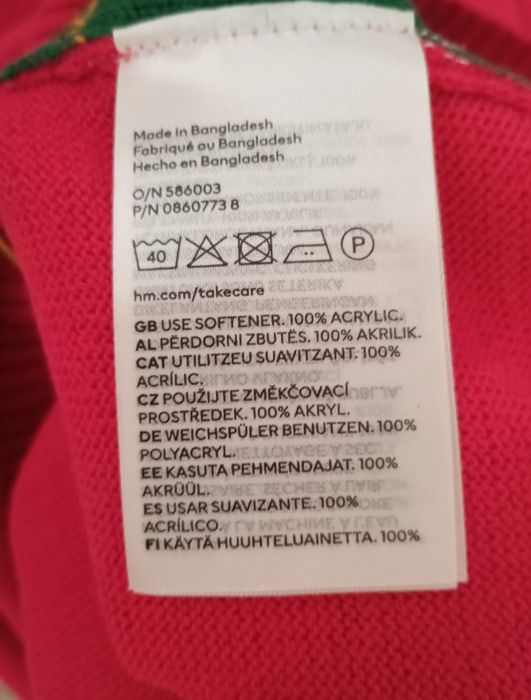 Made in Bangladesh
Fabriqué au Bangladesh
Hecho en Bangladesh
O/N 586003
P/N 0860773 8
40
P
hm.com/takecare
GB USE SOFTENER. 100% ACRYLIC.
AL PËRDORNI ZBUTËS. 100% AKRILIK.
CAT UTILITZEU SUAVITZANT. 100%
ACRÍLIC.
CZ POUŽIJTE ZMĚKČOVACÍ
PROSTŘEDEK. 100% AKRYL.
DE WEICHSPÜLER BENUTZEN. 100%
POLYACRYL.
EE KASUTA PEHMENDAJAT. 100%
AKRÜÜL.
ES USAR SUAVIZANTE. 100%
ACRÍLICO.
FI KÄYTÄ HUUHTELUAINETTA. 100%